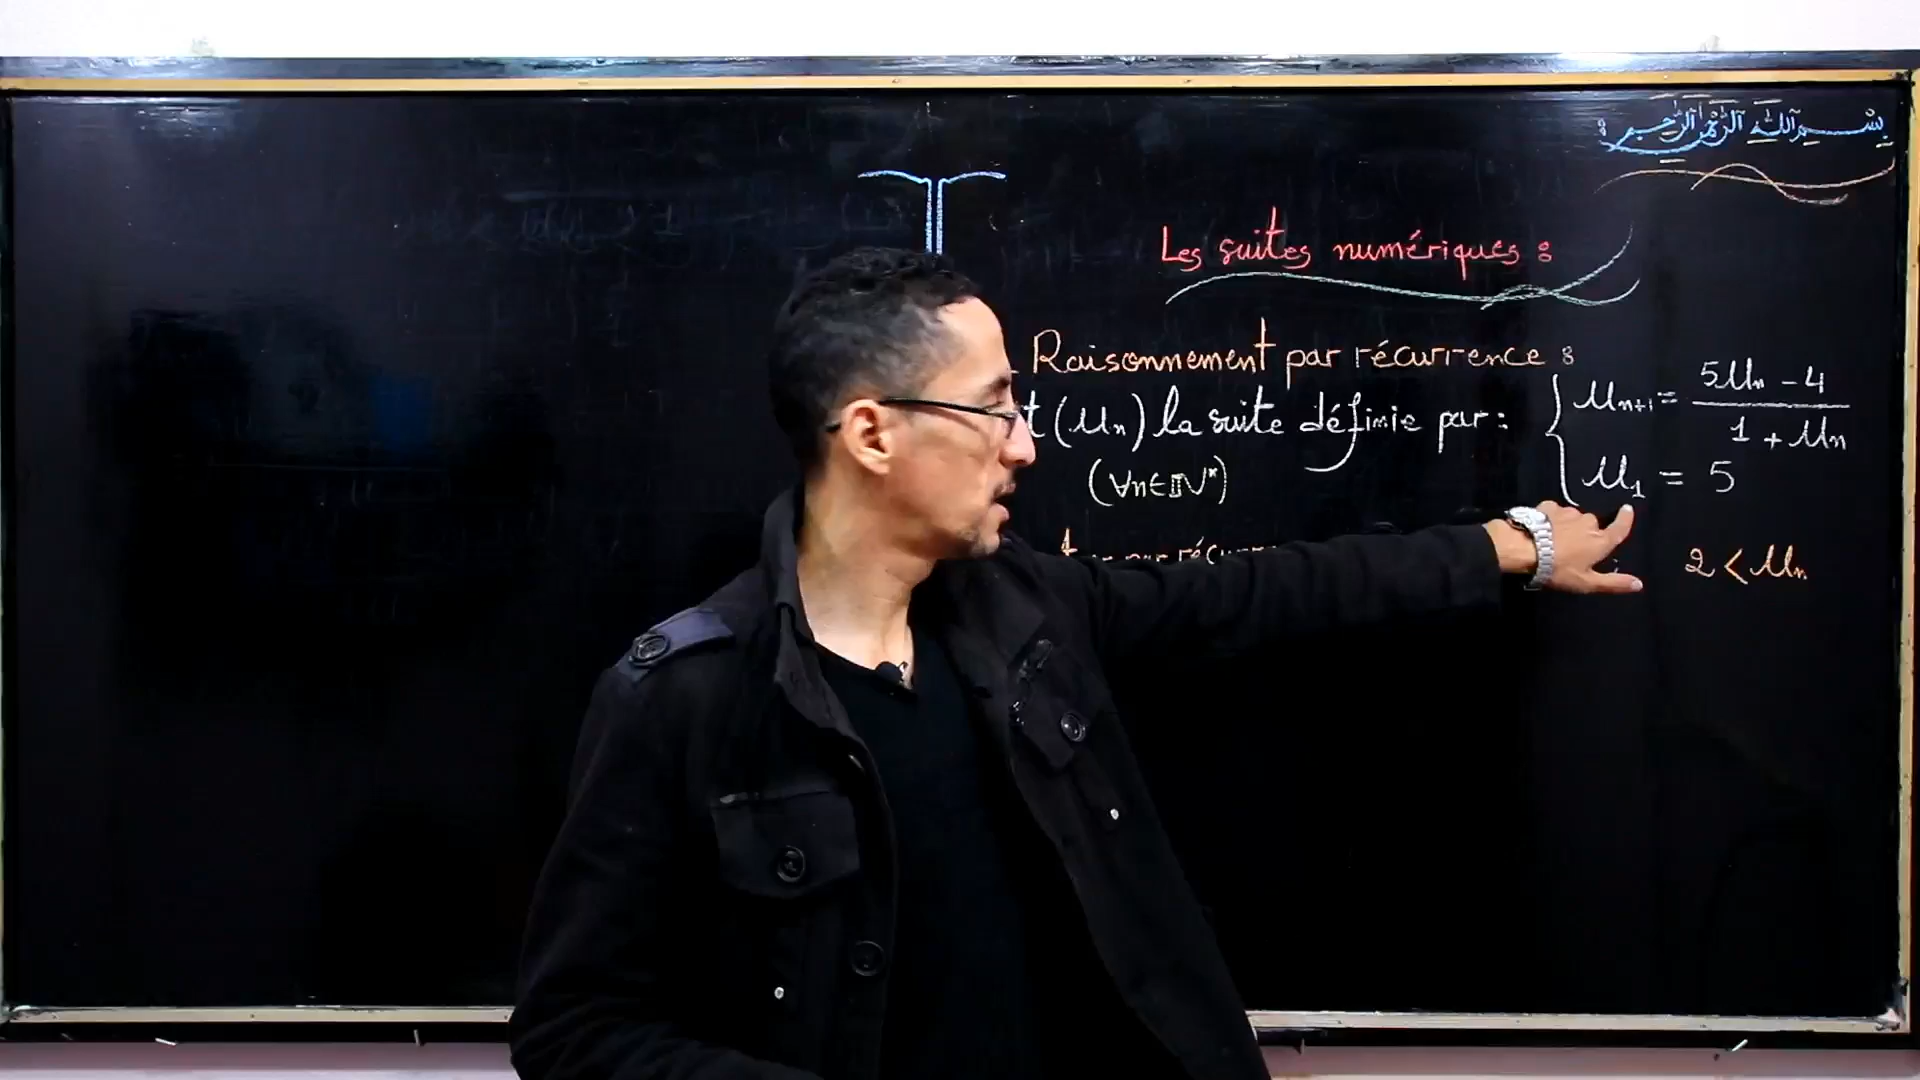 بسم الله الرحمن الرحيم :
Les suites numériques :
Raisonnement par récurrence :
(Un) la suite définie par : { Un+1 = (5Un - 4)/(1 + Un)
(∀n∈ℕ*) U1 = 5
par 2 < Un